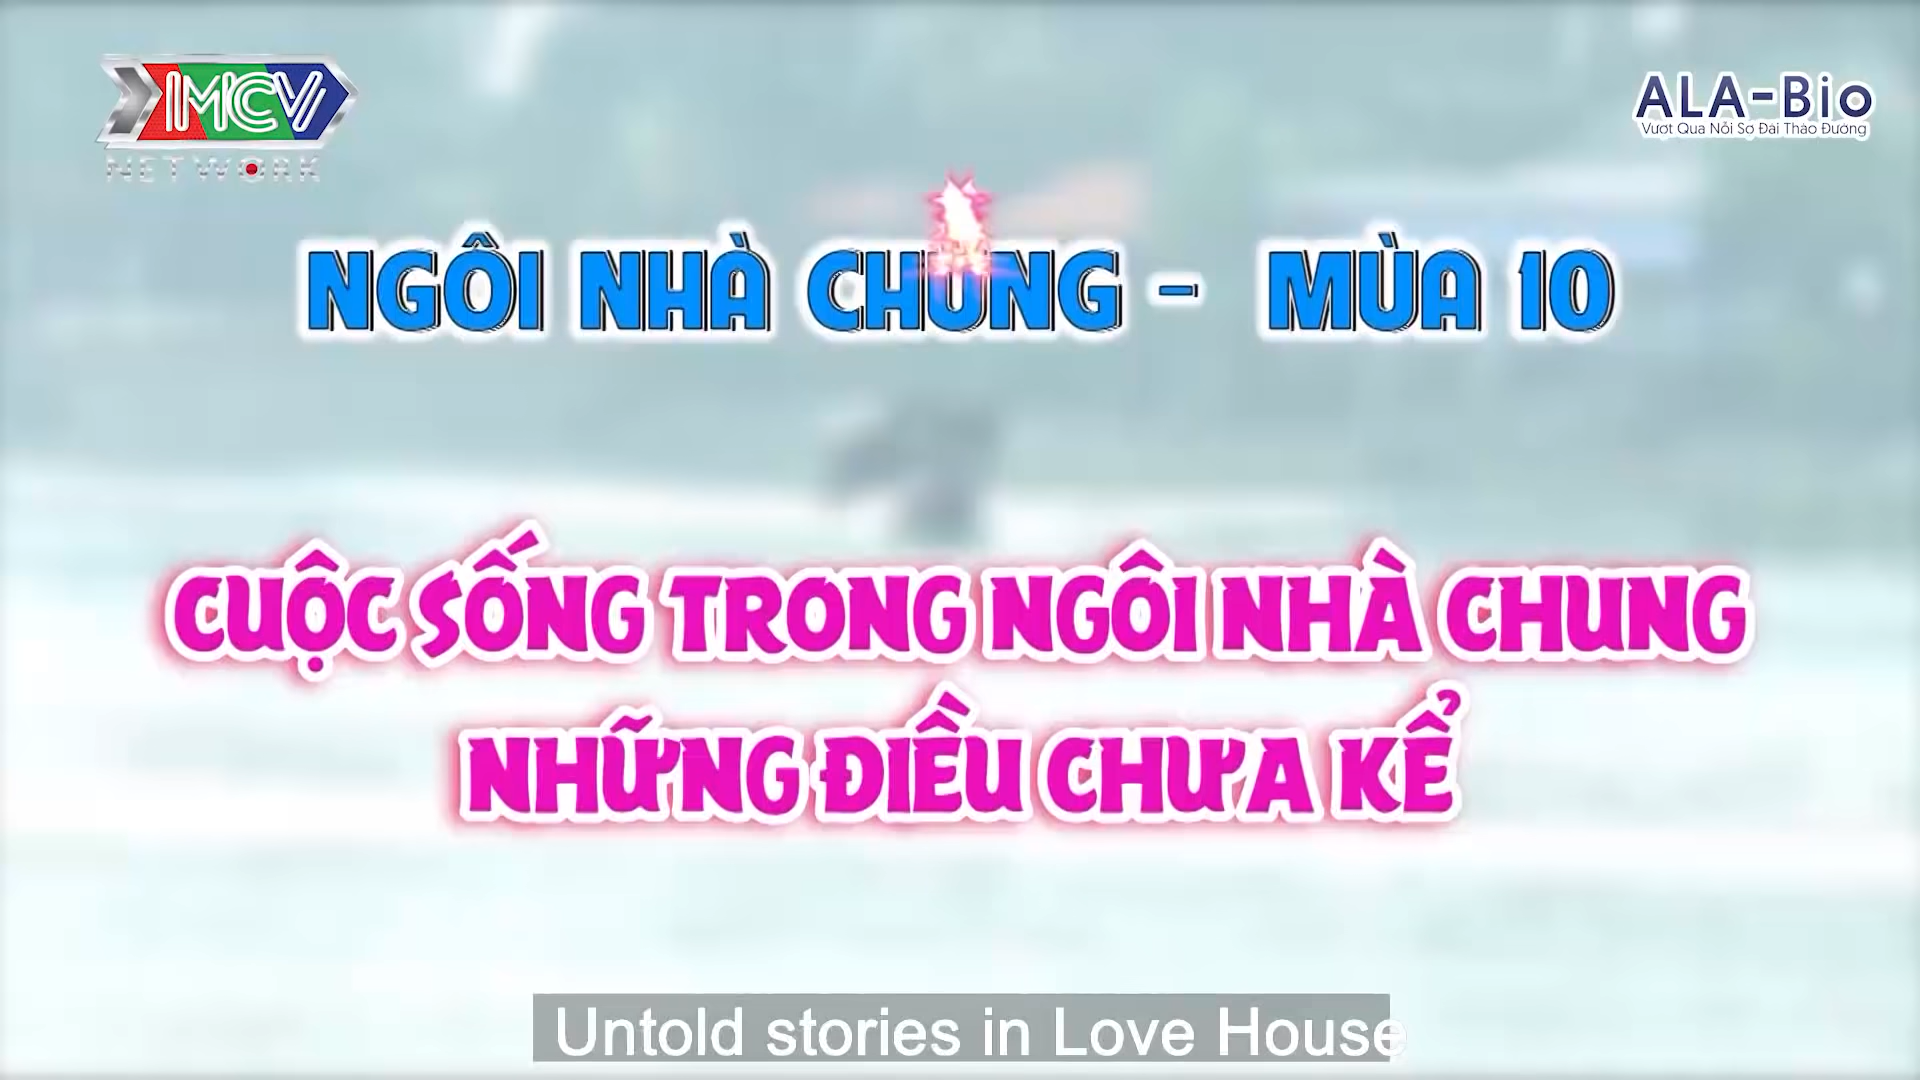 MCV
NETWORK
ALA-Bio
Vượt Qua Nỗi Sợ Đái Tháo Đường
NGÔI NHÀ CHUNG - MÙA 10
CUỘC SỐNG TRONG NGÔI NHÀ CHUNG
NHỮNG ĐIỀU CHƯA KỂ
Untold stories in Love House